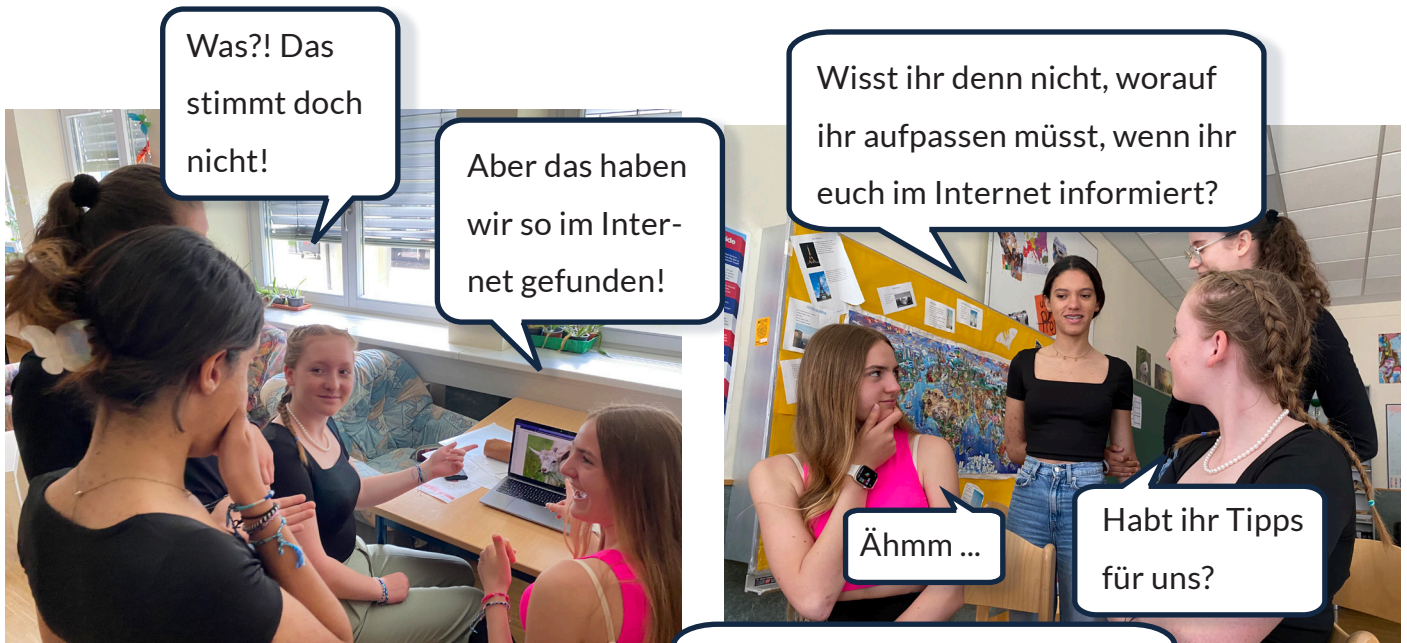 Was?! Das
stimmt doch
nicht!
Aber das haben
wir so im Inter-
net gefunden!
Wisst ihr denn nicht, worauf
ihr aufpassen müsst, wenn ihr
euch im Internet informiert?
Ähmm ...
Habt ihr Tipps
für uns?